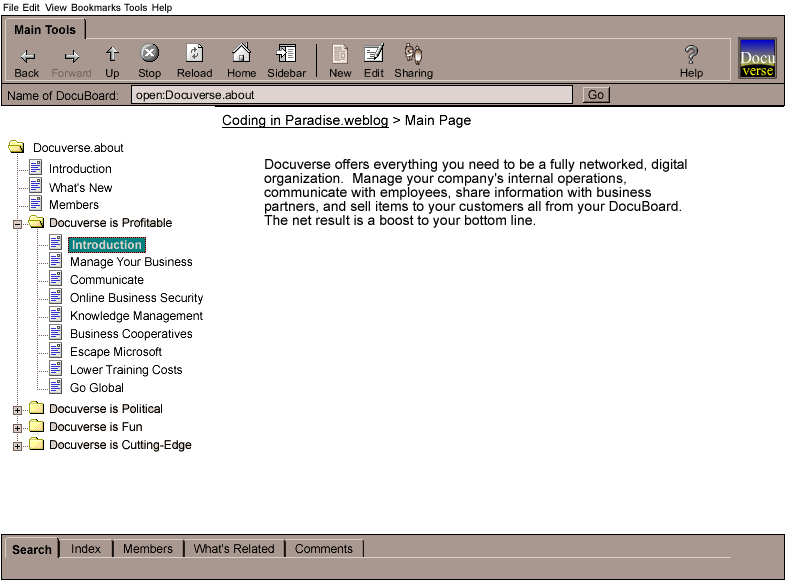 File Edit View Bookmarks Tools Help
Main Tools
Back Forward Up Stop Reload Home Sidebar New Edit Sharing Help
Docu
verse
Name of DocuBoard: open:Docuverse.about Go
Coding in Paradise.weblog > Main Page
Docuverse.about
Introduction
What's New
Members
Docuverse is Profitable
Introduction
Manage Your Business
Communicate
Online Business Security
Knowledge Management
Business Cooperatives
Escape Microsoft
Lower Training Costs
Go Global
Docuverse is Political
Docuverse is Fun
Docuverse is Cutting-Edge
Docuverse offers everything you need to be a fully networked, digital
organization. Manage your company's internal operations,
communicate with employees, share information with business
partners, and sell items to your customers all from your DocuBoard.
The net result is a boost to your bottom line.
Search Index Members What's Related Comments